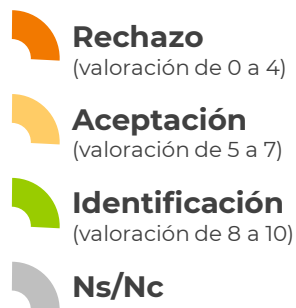 Rechazo
(valoración de 0 a 4)
Aceptación
(valoración de 5 a 7)
Identificación
(valoración de 8 a 10)
Ns/Nc